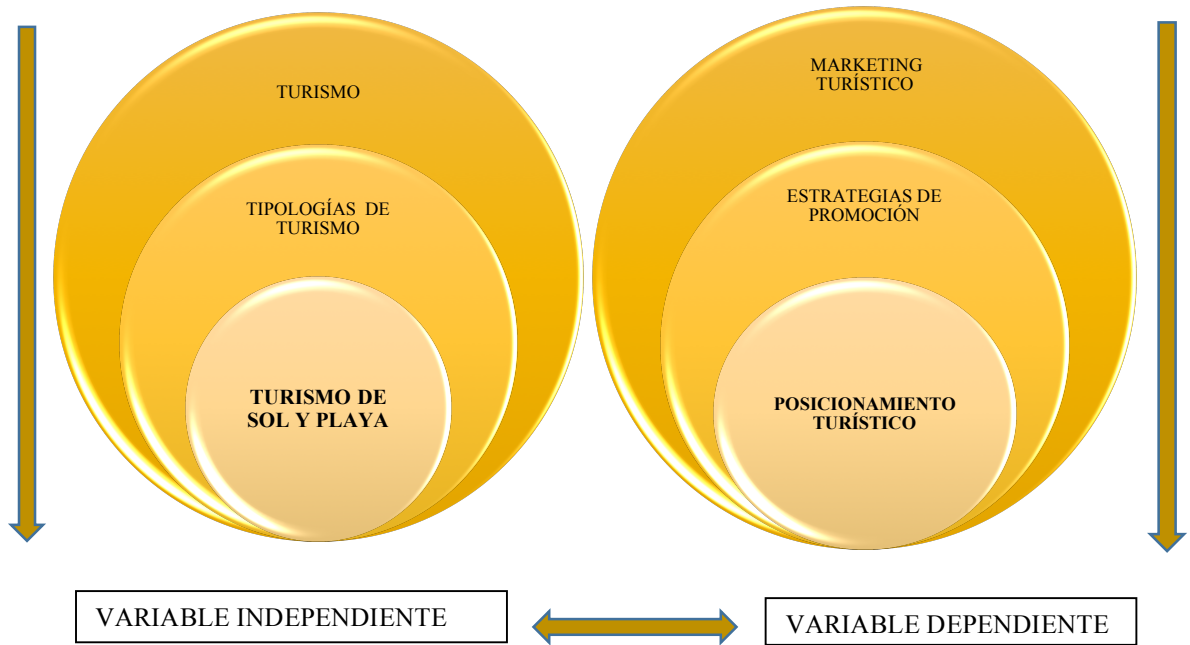 TURISMO
TIPOLOGÍAS DE
TURISMO
TURISMO DE
SOL Y PLAYA
MARKETING
TURÍSTICO
ESTRATEGIAS DE
PROMOCIÓN
POSICIONAMIENTO
TURÍSTICO
VARIABLE INDEPENDIENTE
VARIABLE DEPENDIENTE